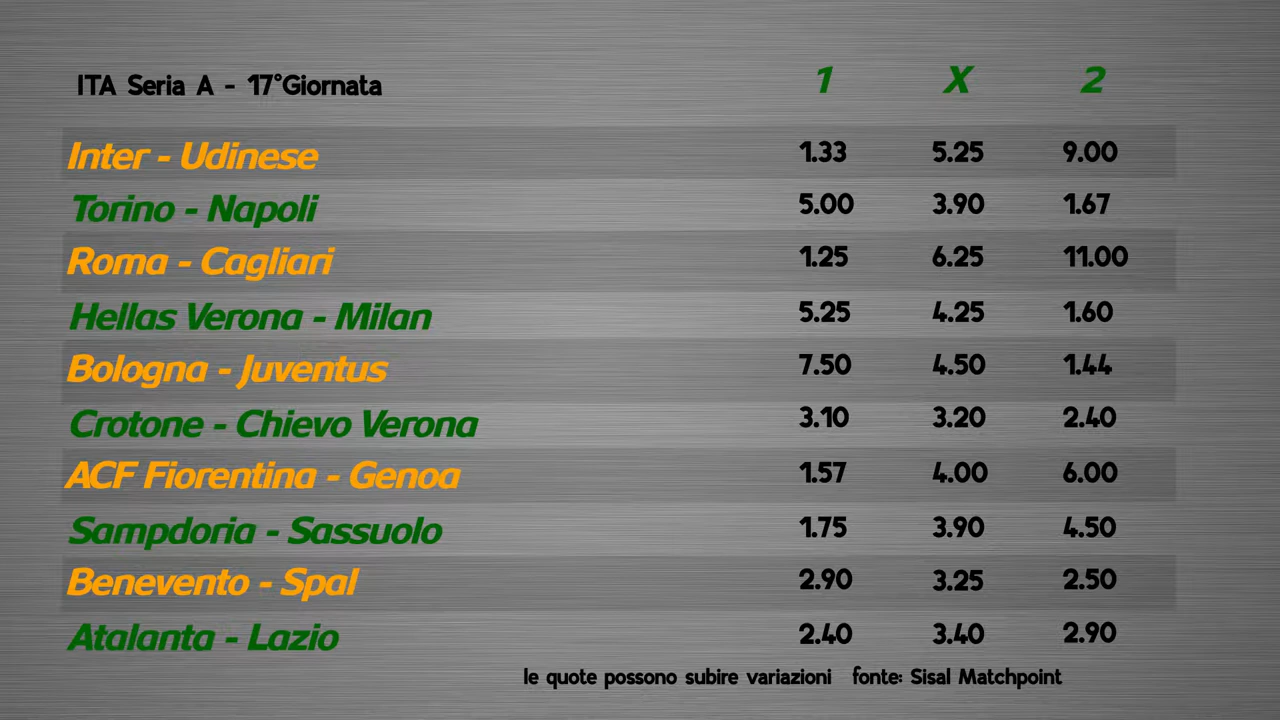 ITA Seria A - 17°Giornata 1 X 2
Inter - Udinese 1.33 5.25 9.00
Torino - Napoli 5.00 3.90 1.67
Roma - Cagliari 1.25 6.25 11.00
Hellas Verona - Milan 5.25 4.25 1.60
Bologna - Juventus 7.50 4.50 1.44
Crotone - Chievo Verona 3.10 3.20 2.40
ACF Fiorentina - Genoa 1.57 4.00 6.00
Sampdoria - Sassuolo 1.75 3.90 4.50
Benevento - Spal 2.90 3.25 2.50
Atalanta - Lazio 2.40 3.40 2.90
le quote possono subire variazioni fonte: Sisal Matchpoint